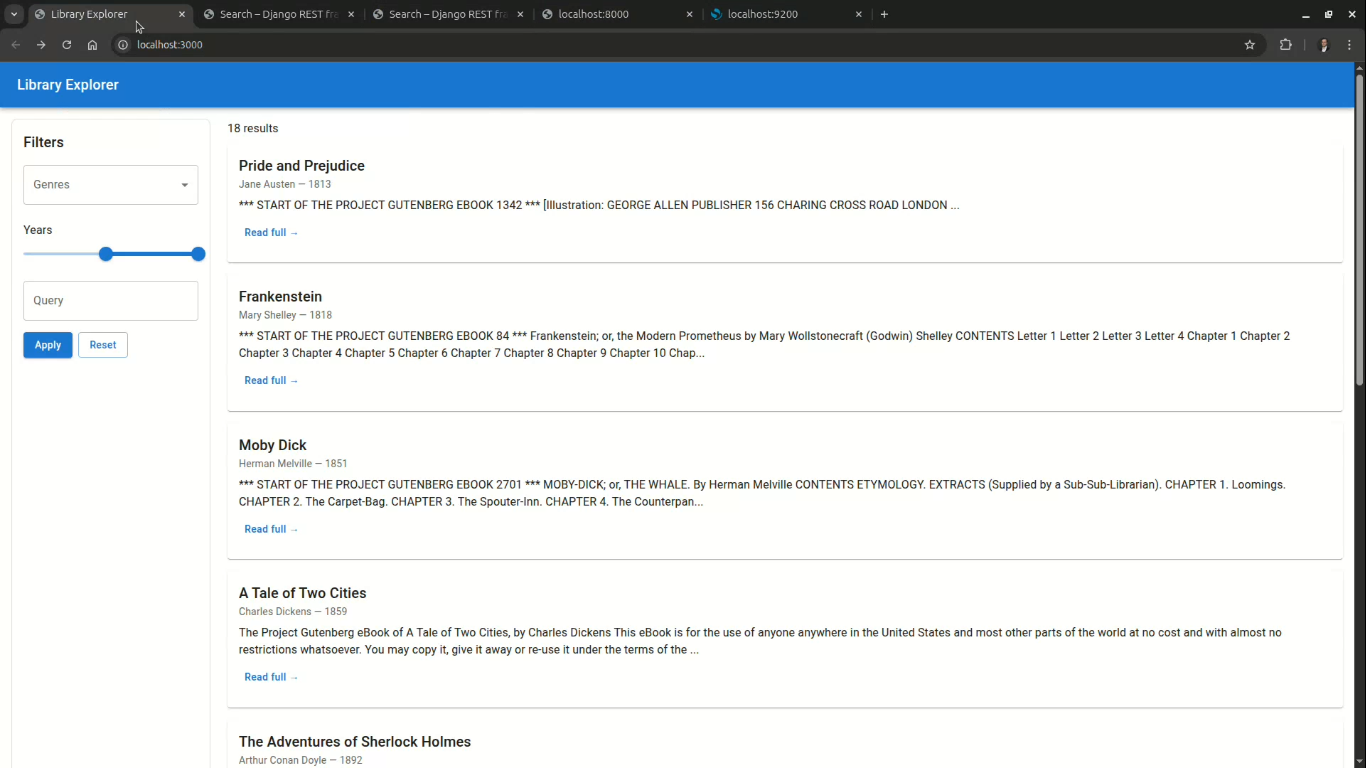 Library Explorer
Search – Django REST fra
Search – Django REST fra
localhost:8000
localhost:9200
localhost:3000
Library Explorer
Filters
Genres
Years
Query
Apply
Reset
18 results
Pride and Prejudice
Jane Austen — 1813
*** START OF THE PROJECT GUTENBERG EBOOK 1342 *** [Illustration: GEORGE ALLEN PUBLISHER 156 CHARING CROSS ROAD LONDON ...
Read full →
Frankenstein
Mary Shelley — 1818
*** START OF THE PROJECT GUTENBERG EBOOK 84 *** Frankenstein; or, the Modern Prometheus by Mary Wollstonecraft (Godwin) Shelley CONTENTS Letter 1 Letter 2 Letter 3 Letter 4 Chapter 1 Chapter 2
Chapter 3 Chapter 4 Chapter 5 Chapter 6 Chapter 7 Chapter 8 Chapter 9 Chapter 10 Chap...
Read full →
Moby Dick
Herman Melville — 1851
*** START OF THE PROJECT GUTENBERG EBOOK 2701 *** MOBY-DICK; or, THE WHALE. By Herman Melville CONTENTS ETYMOLOGY. EXTRACTS (Supplied by a Sub-Sub-Librarian). CHAPTER 1. Loomings.
CHAPTER 2. The Carpet-Bag. CHAPTER 3. The Spouter-Inn. CHAPTER 4. The Counterpan...
Read full →
A Tale of Two Cities
Charles Dickens — 1859
The Project Gutenberg eBook of A Tale of Two Cities, by Charles Dickens This eBook is for the use of anyone anywhere in the United States and most other parts of the world at no cost and with almost no
restrictions whatsoever. You may copy it, give it away or re-use it under the terms of the ...
Read full →
The Adventures of Sherlock Holmes
Arthur Conan Doyle — 1892